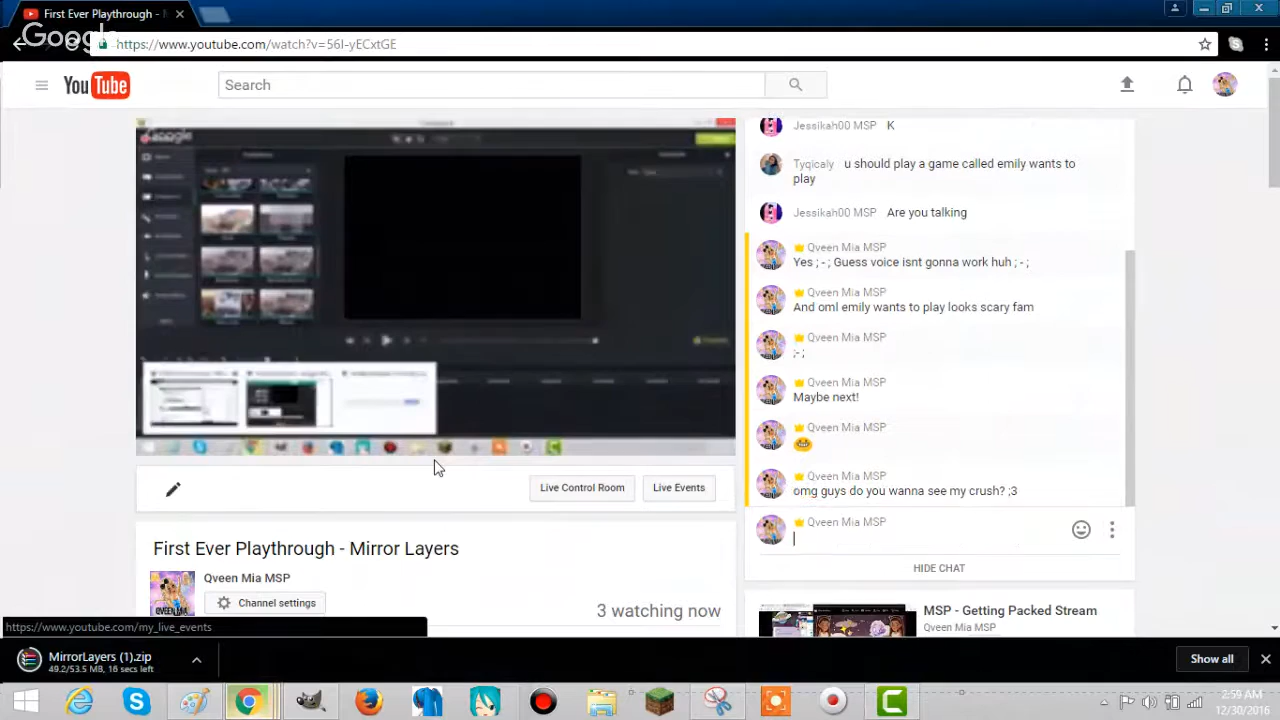 First Ever Playthrough -
Google
https://www.youtube.com/watch?v=56I-yECxtGE
YouTube
Search
Google
Jessikah00 MSP K
Tyqicaly u should play a game called emily wants to
play
Jessikah00 MSP Are you talking
Qveen Mia MSP
Yes ; - ; Guess voice isnt gonna work huh ; - ;
Qveen Mia MSP
And oml emily wants to play looks scary fam
Qveen Mia MSP
;- ;
Qveen Mia MSP
Maybe next!
Qveen Mia MSP
Qveen Mia MSP
omg guys do you wanna see my crush? ;3
Qveen Mia MSP
HIDE CHAT
Live Control Room
Live Events
First Ever Playthrough - Mirror Layers
Qveen Mia MSP
QVEEN MIA
Channel settings
3 watching now
MSP - Getting Packed Stream
Qveen Mia MSP
https://www.youtube.com/my_live_events
MirrorLayers (1).zip
49.2/53.5 MB, 16 secs left
Show all
2:59 AM
12/30/2016